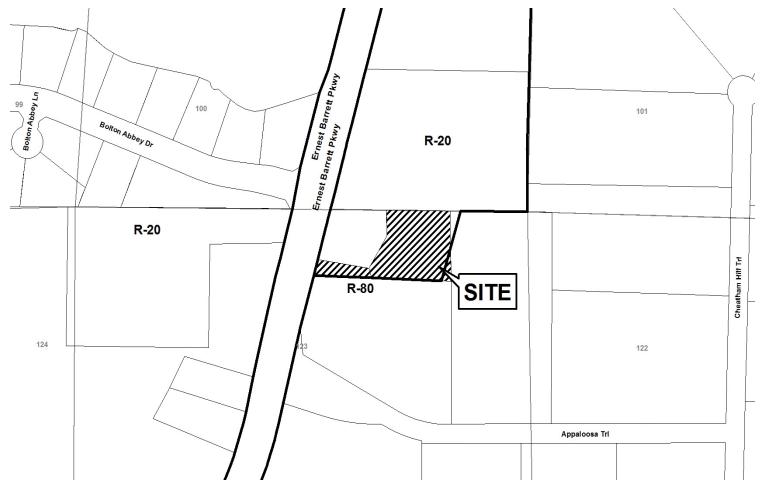 99
Bolton Abbey Ln
100
Bolton Abbey Dr
Ernest Barrett Pkwy
Ernest Barrett Pkwy
101
R-20
R-20
R-80
SITE
Cheatham Hill Trl
124
123
122
Appaloosa Trl